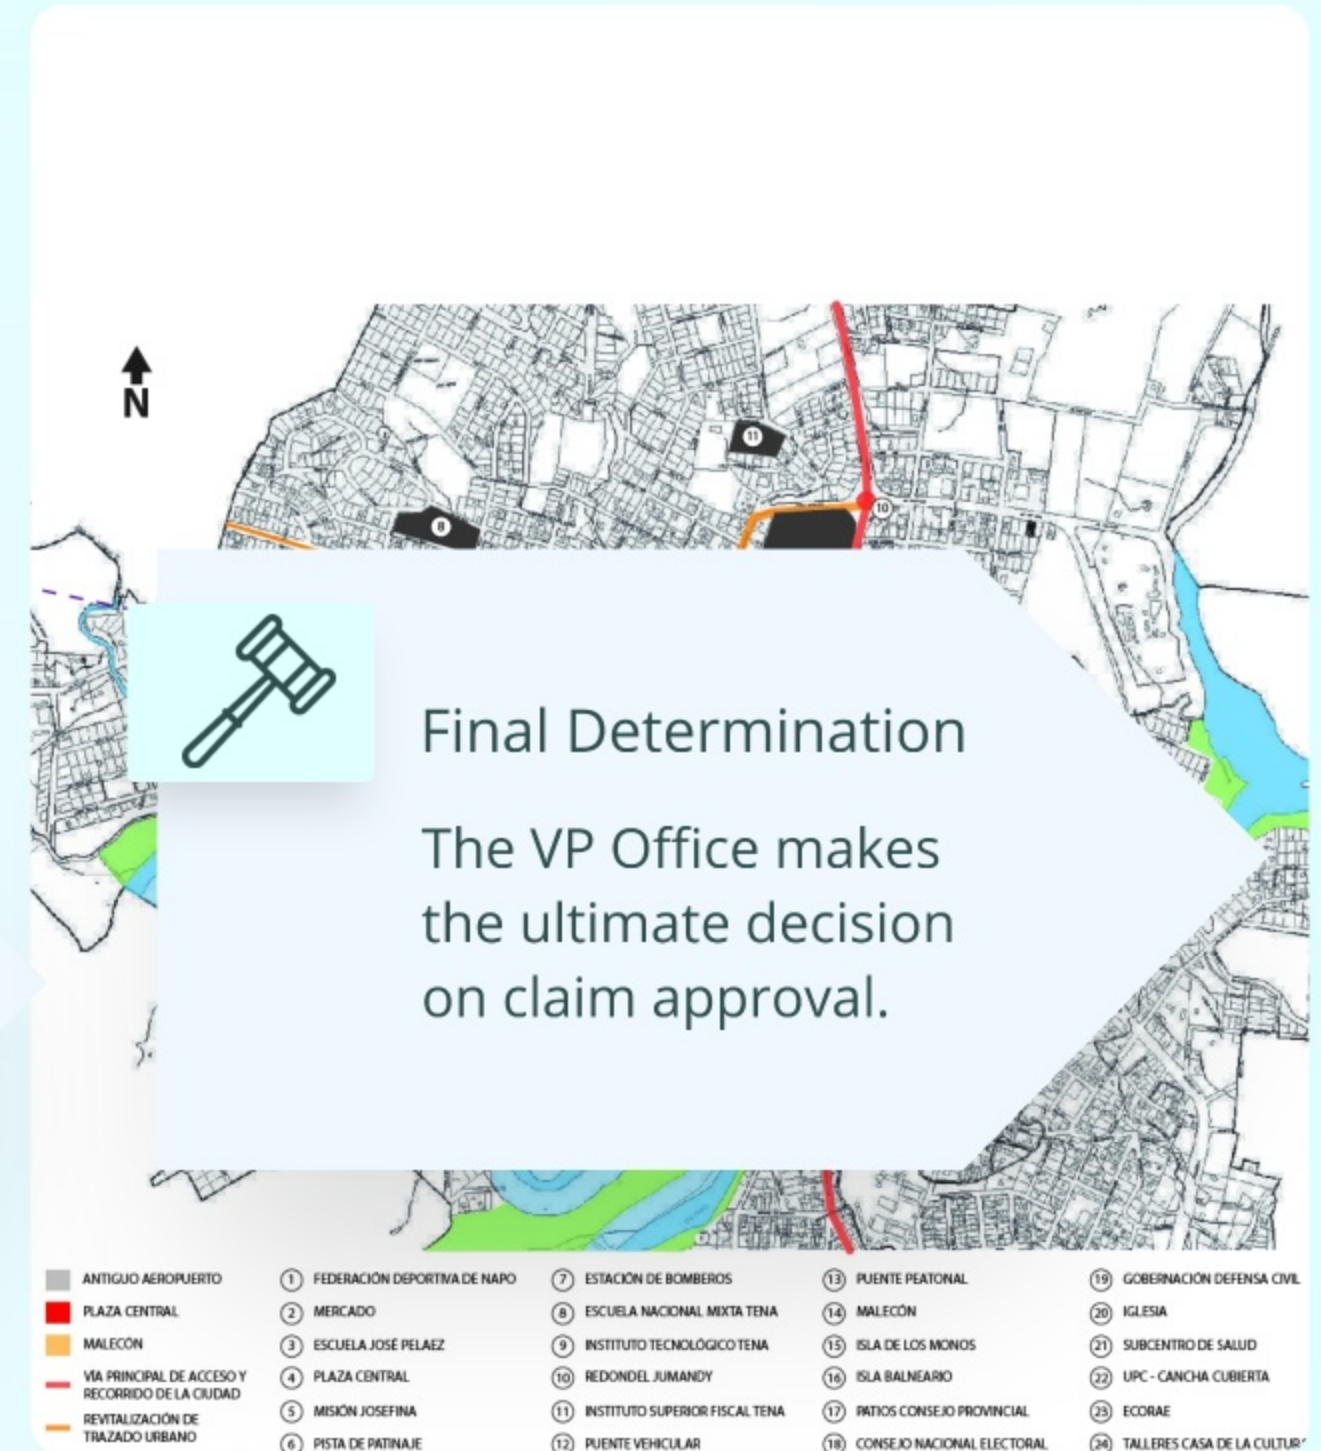 N
11
10
8
Final Determination
The VP Office makes
the ultimate decision
on claim approval.
ANTIGUO AEROPUERTO
PLAZA CENTRAL
MALECÓN
VÍA PRINCIPAL DE ACCESO Y
RECORRIDO DE LA CIUDAD
REVITALIZACIÓN DE
TRAZADO URBANO
1 FEDERACIÓN DEPORTIVA DE NAPO
2 MERCADO
3 ESCUELA JOSÉ PELAEZ
4 PLAZA CENTRAL
5 MISIÓN JOSEFINA
6 PISTA DE PATINAJE
7 ESTACIÓN DE BOMBEROS
8 ESCUELA NACIONAL MIXTA TENA
9 INSTITUTO TECNOLÓGICO TENA
10 REDONDEL JUMANDY
11 INSTITUTO SUPERIOR FISCAL TENA
12 PUENTE VEHICULAR
13 PUENTE PEATONAL
14 MALECÓN
15 ISLA DE LOS MONOS
16 ISLA BALNEARIO
17 PATIOS CONSEJO PROVINCIAL
18 CONSEJO NACIONAL ELECTORAL
19 GOBERNACIÓN DEFENSA CIVIL
20 IGLESIA
21 SUBCENTRO DE SALUD
22 UPC - CANCHA CUBIERTA
23 ECORAE
24 TALLERES CASA DE LA